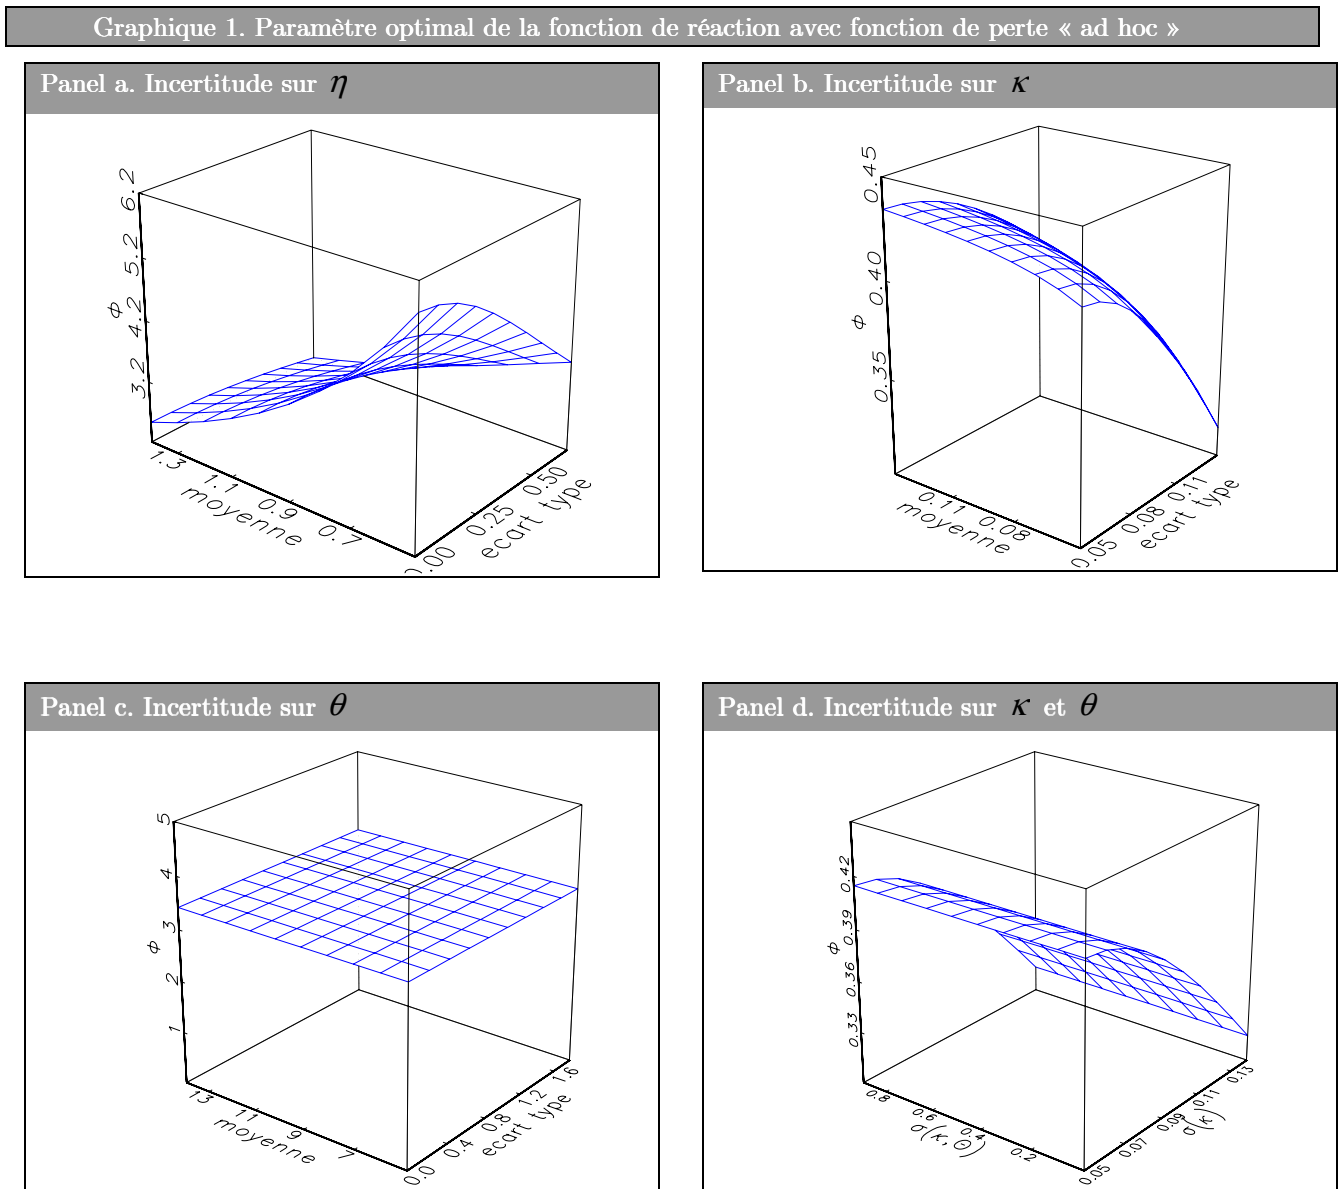 Graphique 1. Paramètre optimal de la fonction de réaction avec fonction de perte « ad hoc »
Panel a. Incertitude sur η
6.2
5.2
4.2
3.2
Φ
1.3
1.1
0.9
0.7
moyenne
0.00
0.25
0.50
ecart type
Panel b. Incertitude sur κ
0.45
0.40
0.35
Φ
0.11
0.08
moyenne
0.05
0.08
0.11
ecart type
Panel c. Incertitude sur θ
5
4
3
2
1
Φ
13
11
9
7
moyenne
0.0
0.4
0.8
1.2
1.6
ecart type
Panel d. Incertitude sur κ et θ
0.42
0.39
0.36
0.33
Φ
0.8
0.6
0.4
0.2
σ(κ,Θ)
0.05
0.07
0.09
0.11
0.13
σ(κ)